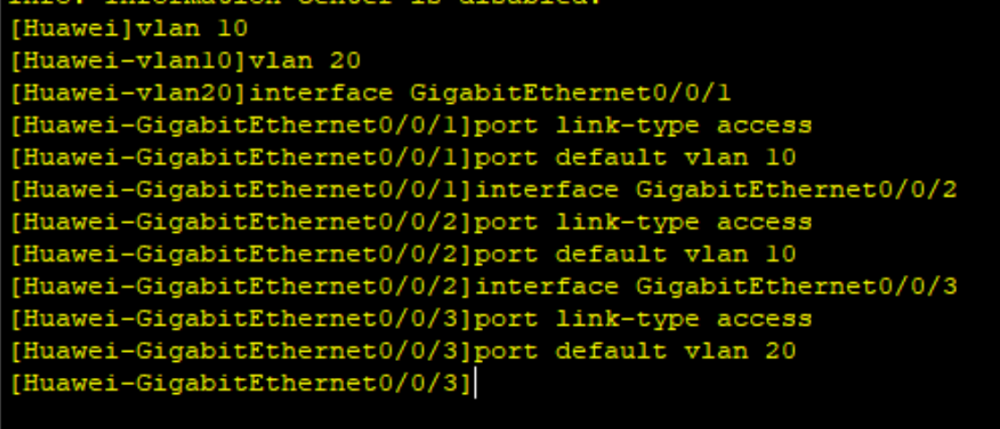 Info: Information Center is disabled.
[Huawei]vlan 10
[Huawei-vlan10]vlan 20
[Huawei-vlan20]interface GigabitEthernet0/0/1
[Huawei-GigabitEthernet0/0/1]port link-type access
[Huawei-GigabitEthernet0/0/1]port default vlan 10
[Huawei-GigabitEthernet0/0/1]interface GigabitEthernet0/0/2
[Huawei-GigabitEthernet0/0/2]port link-type access
[Huawei-GigabitEthernet0/0/2]port default vlan 10
[Huawei-GigabitEthernet0/0/2]interface GigabitEthernet0/0/3
[Huawei-GigabitEthernet0/0/3]port link-type access
[Huawei-GigabitEthernet0/0/3]port default vlan 20
[Huawei-GigabitEthernet0/0/3]